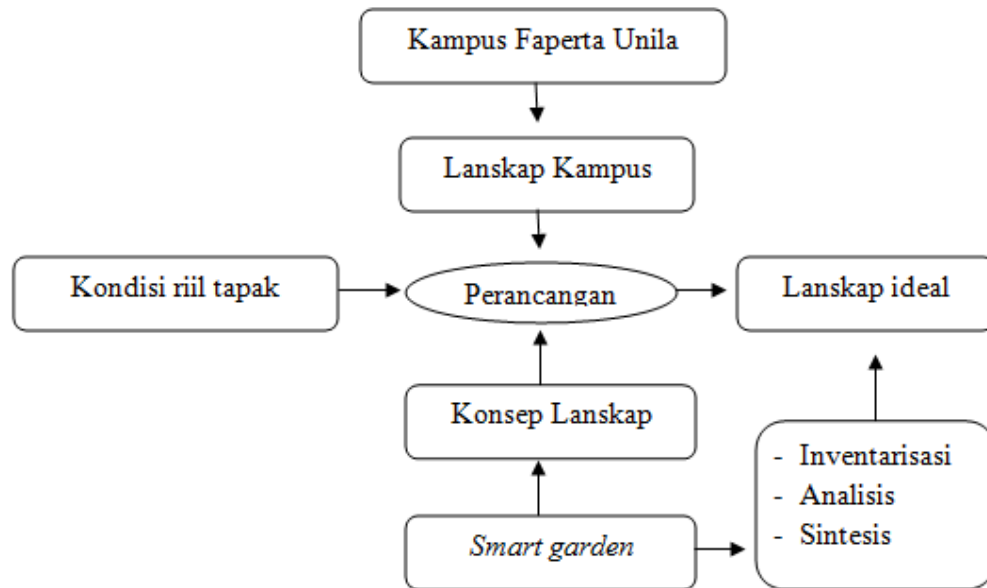 Kampus Faperta Unila
Lanskap Kampus
Kondisi riil tapak
Perancangan
Lanskap ideal
Konsep Lanskap
- Inventarisasi
- Analisis
- Sintesis
Smart garden